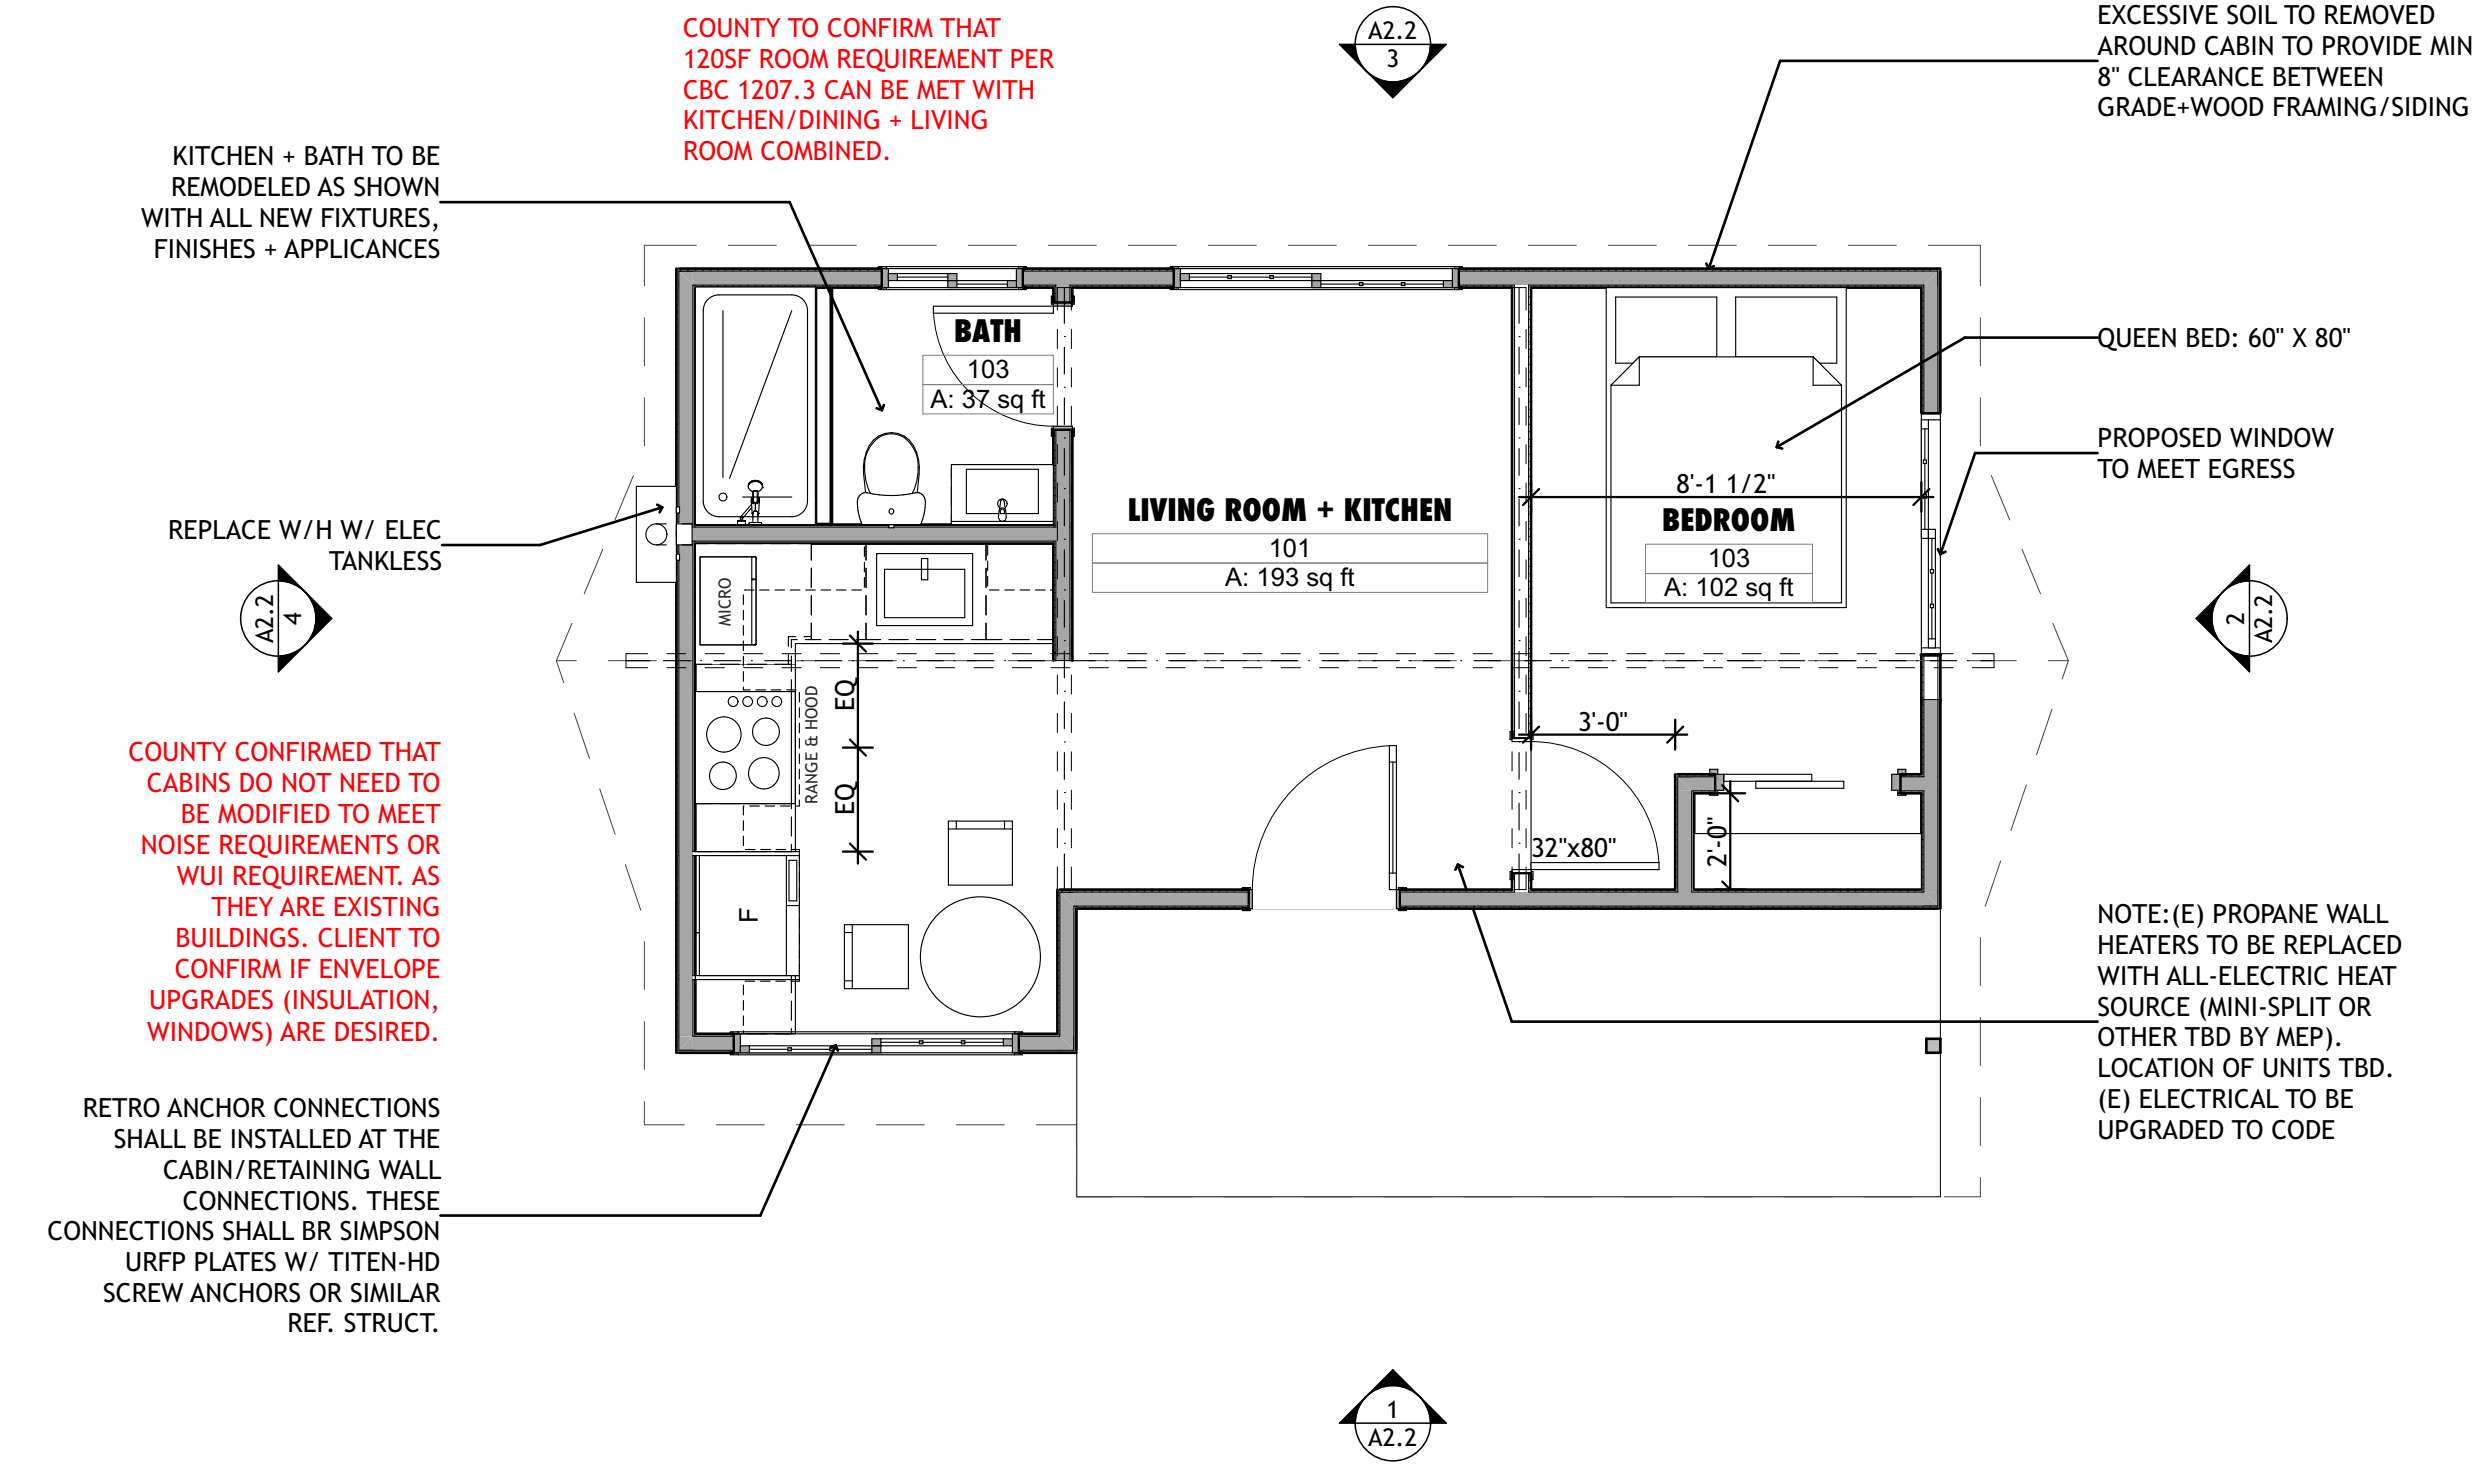 COUNTY TO CONFIRM THAT
120SF ROOM REQUIREMENT PER
CBC 1207.3 CAN BE MET WITH
KITCHEN/DINING + LIVING
ROOM COMBINED.
A2.2
3
EXCESSIVE SOIL TO REMOVED
AROUND CABIN TO PROVIDE MIN
8" CLEARANCE BETWEEN
GRADE+WOOD FRAMING/SIDING
KITCHEN + BATH TO BE
REMODELED AS SHOWN
WITH ALL NEW FIXTURES,
FINISHES + APPLICANCES
BATH
103
A: 37 sq ft
QUEEN BED: 60" X 80"
PROPOSED WINDOW
TO MEET EGRESS
8'-1 1/2"
LIVING ROOM + KITCHEN
101
A: 193 sq ft
BEDROOM
103
A: 102 sq ft
REPLACE W/H W/ ELEC
TANKLESS
A2.2
4
MICRO
2
A2.2
RANGE & HOOD
EQ
EQ
3'-0"
32"x80"
2'-0"
F
COUNTY CONFIRMED THAT
CABINS DO NOT NEED TO
BE MODIFIED TO MEET
NOISE REQUIREMENTS OR
WUI REQUIREMENT. AS
THEY ARE EXISTING
BUILDINGS. CLIENT TO
CONFIRM IF ENVELOPE
UPGRADES (INSULATION,
WINDOWS) ARE DESIRED.
NOTE:(E) PROPANE WALL
HEATERS TO BE REPLACED
WITH ALL-ELECTRIC HEAT
SOURCE (MINI-SPLIT OR
OTHER TBD BY MEP).
LOCATION OF UNITS TBD.
(E) ELECTRICAL TO BE
UPGRADED TO CODE
RETRO ANCHOR CONNECTIONS
SHALL BE INSTALLED AT THE
CABIN/RETAINING WALL
CONNECTIONS. THESE
CONNECTIONS SHALL BR SIMPSON
URFP PLATES W/ TITEN-HD
SCREW ANCHORS OR SIMILAR
REF. STRUCT.
1
A2.2